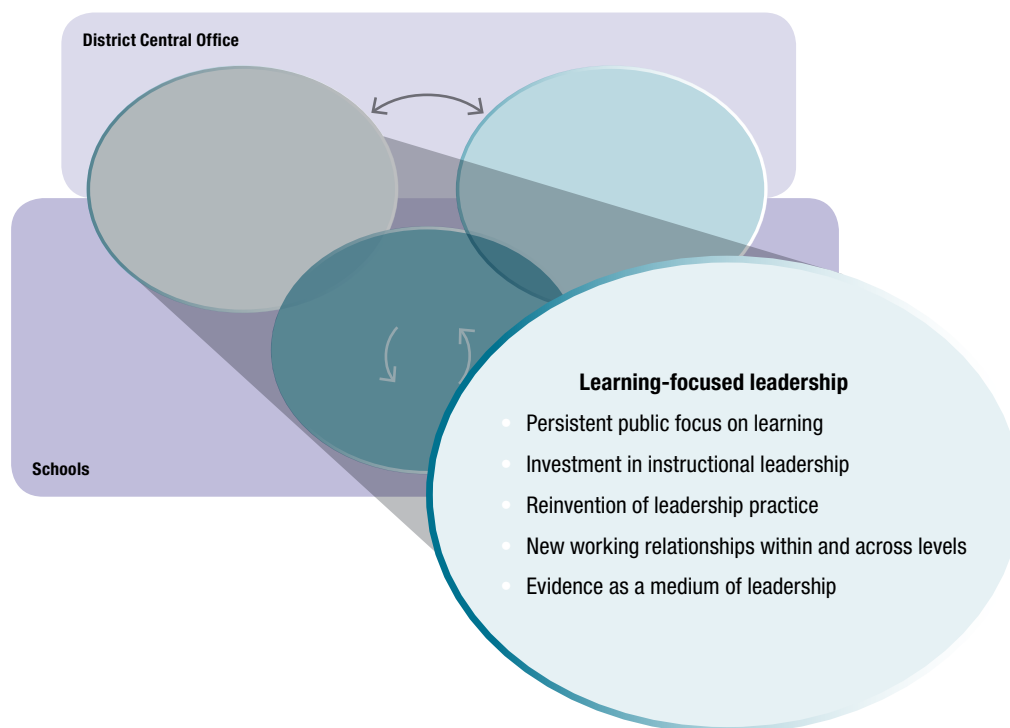 District Central Office
Learning-focused leadership
Persistent public focus on learning
Investment in instructional leadership
Schools
Reinvention of leadership practice
New working relationships within and across levels
Evidence as a medium of leadership